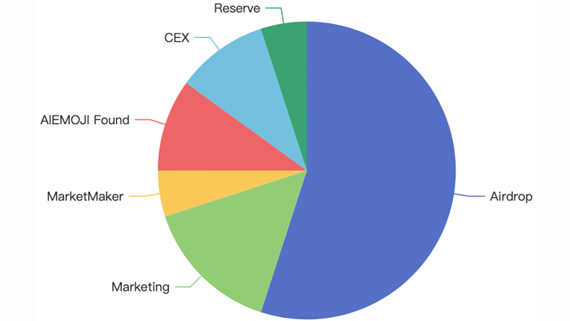 Reserve
CEX
AIEMOJI Found
MarketMaker
Airdrop
Marketing